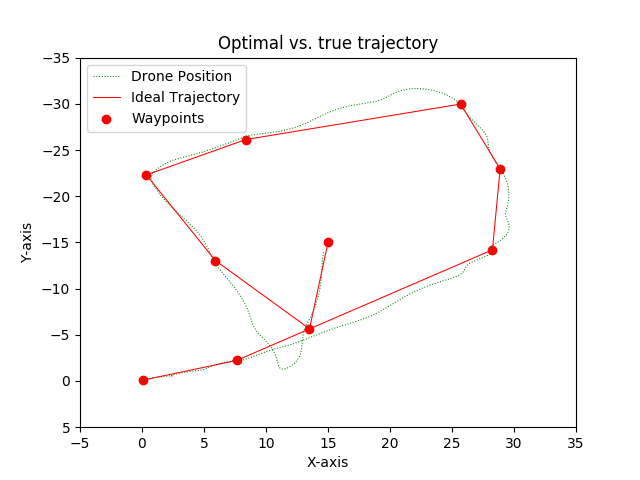 Optimal vs. true trajectory
Drone Position
Ideal Trajectory
Waypoints
−35
−30
−25
−20
−15
−10
−5
0
5
Y-axis
−5 0 5 10 15 20 25 30 35
X-axis